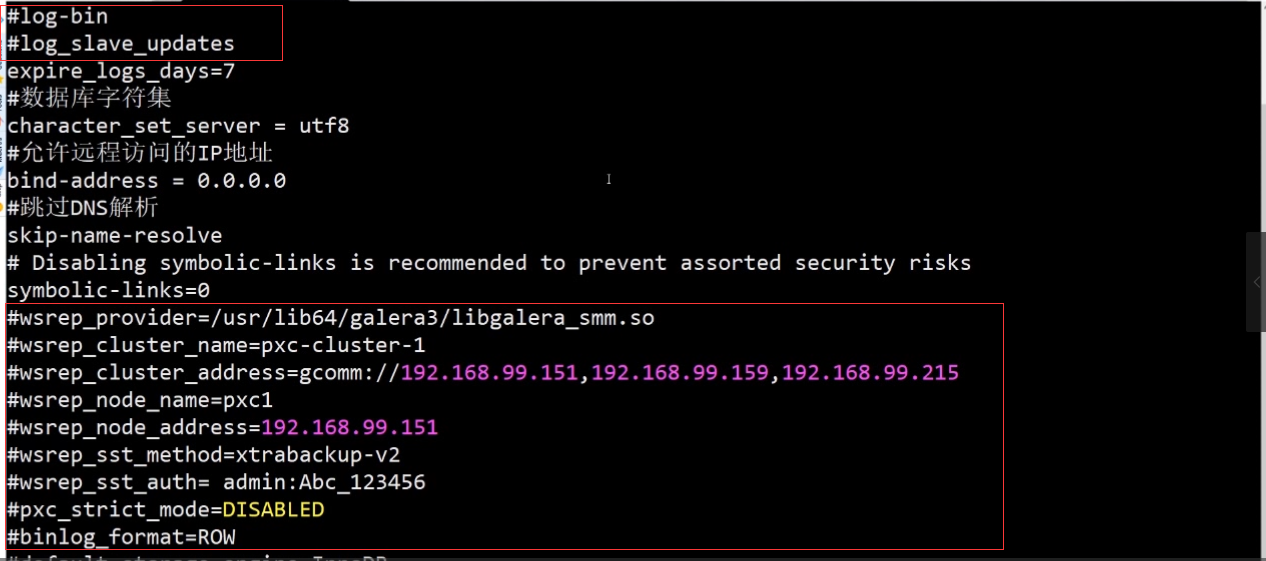 #log-bin
#log_slave_updates
expire_logs_days=7
#数据库字符集
character_set_server = utf8
#允许远程访问的IP地址
bind-address = 0.0.0.0
#跳过DNS解析
skip-name-resolve
# Disabling symbolic-links is recommended to prevent assorted security risks
symbolic-links=0
#wsrep_provider=/usr/lib64/galera3/libgalera_smm.so
#wsrep_cluster_name=pxc-cluster-1
#wsrep_cluster_address=gcomm://192.168.99.151,192.168.99.159,192.168.99.215
#wsrep_node_name=pxc1
#wsrep_node_address=192.168.99.151
#wsrep_sst_method=xtrabackup-v2
#wsrep_sst_auth= admin:Abc_123456
#pxc_strict_mode=DISABLED
#binlog_format=ROW